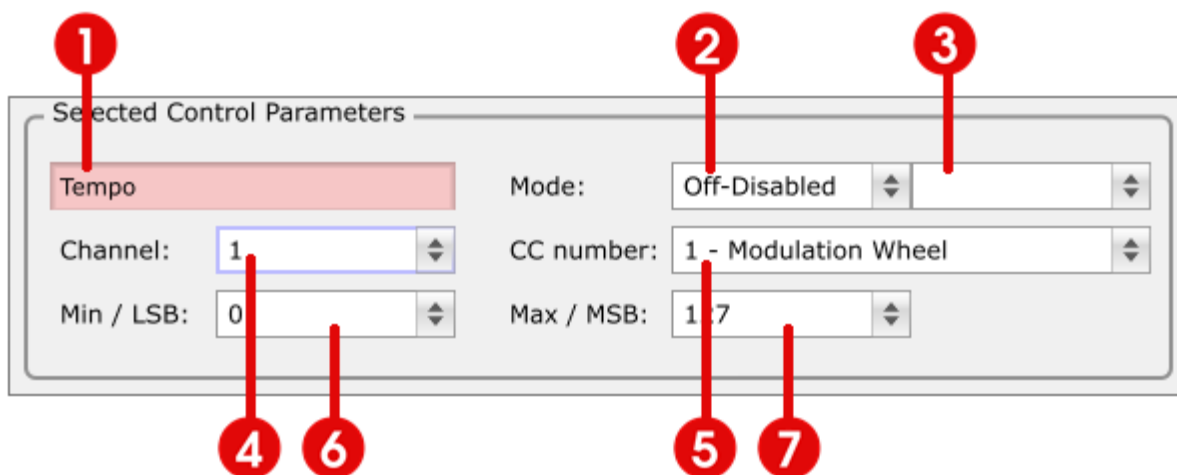 1 2 3
Selected Control Parameters
Tempo Mode: Off-Disabled
Channel: 1 CC number: 1 - Modulation Wheel
Min / LSB: 0 Max / MSB: 127
4 6 5 7